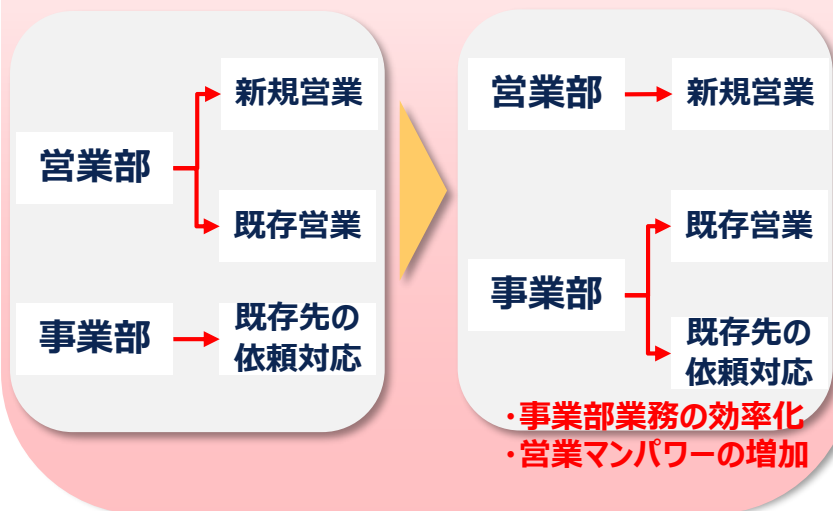 新規営業
営業部
既存営業
事業部
既存先の
依頼対応
営業部
新規営業
既存営業
事業部
既存先の
依頼対応
・事業部業務の効率化
・営業マンパワーの増加